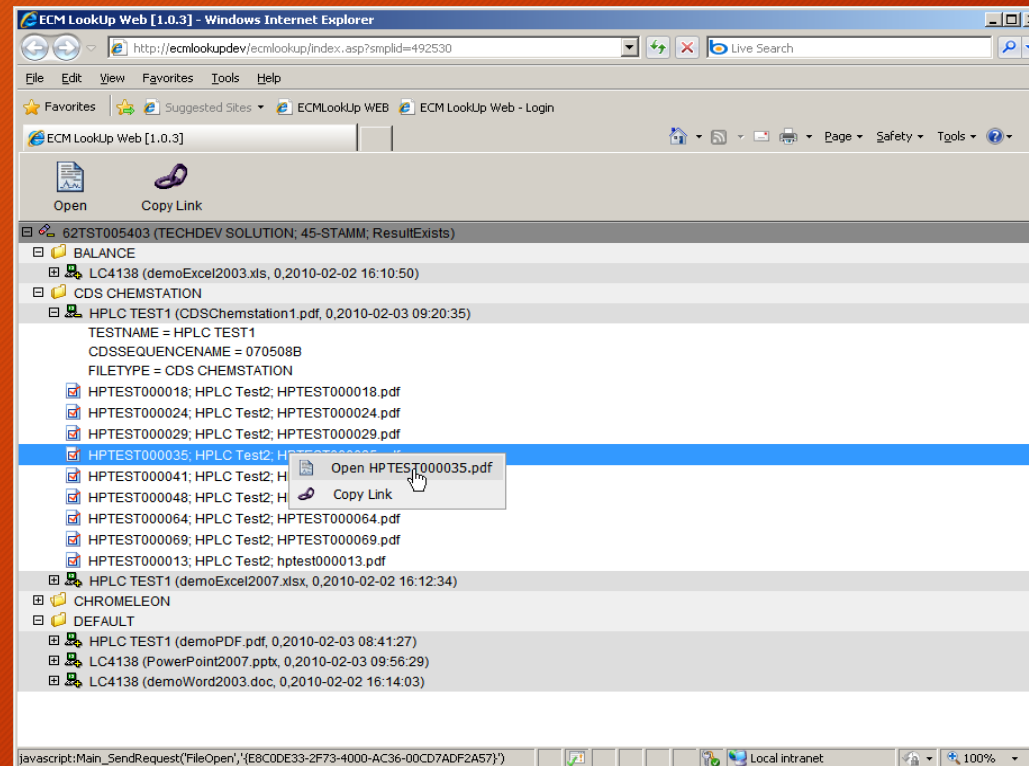 ECM LookUp Web [1.0.3] - Windows Internet Explorer
http://ecmlookupdev/ecmlookup/index.asp?smplid=492530
Live Search
File Edit View Favorites Tools Help
Favorites Suggested Sites ECMLookUp WEB ECM LookUp Web - Login
ECM LookUp Web [1.0.3] Page Safety Tools
Open Copy Link
62TST005403 (TECHDEV SOLUTION; 45-STAMM; ResultExists)
BALANCE
LC4138 (demoExcel2003.xls, 0,2010-02-02 16:10:50)
CDS CHEMSTATION
HPLC TEST1 (CDSChemstation1.pdf, 0,2010-02-03 09:20:35)
TESTNAME = HPLC TEST1
CDSSEQUENCENAME = 070508B
FILETYPE = CDS CHEMSTATION
HPTEST000018; HPLC Test2; HPTEST000018.pdf
HPTEST000024; HPLC Test2; HPTEST000024.pdf
HPTEST000029; HPLC Test2; HPTEST000029.pdf
HPTEST000035; HPLC Test2;
Open HPTEST000035.pdf
HPTEST000041; HPLC Test2; H
Copy Link
HPTEST000048; HPLC Test2; H
HPTEST000064; HPLC Test2; HPTEST000064.pdf
HPTEST000069; HPLC Test2; HPTEST000069.pdf
HPTEST000013; HPLC Test2; hptest000013.pdf
HPLC TEST1 (demoExcel2007.xlsx, 0,2010-02-02 16:12:34)
CHROMELEON
DEFAULT
HPLC TEST1 (demoPDF.pdf, 0,2010-02-03 08:41:27)
LC4138 (PowerPoint2007.pptx, 0,2010-02-03 09:56:29)
LC4138 (demoWord2003.doc, 0,2010-02-02 16:14:03)
javascript:Main_SendRequest('FileOpen','{E8C0DE33-2F73-4000-AC36-00CD7ADF2A57}') Local intranet 100%